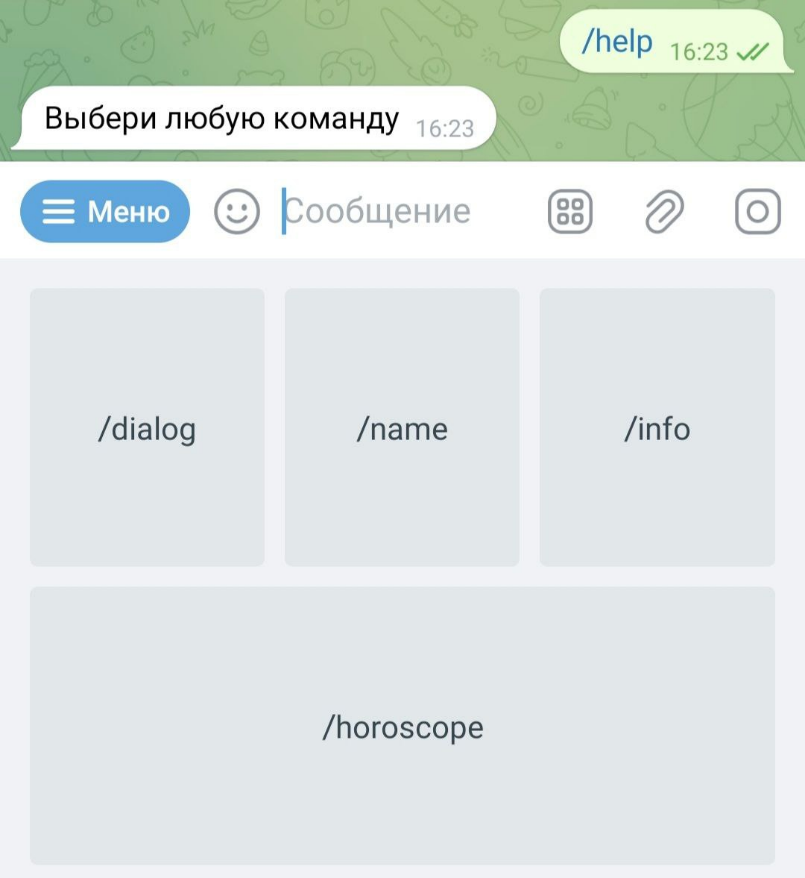 /help 16:23
Выбери любую команду 16:23
Меню Сообщение
/dialog /name /info
/horoscope